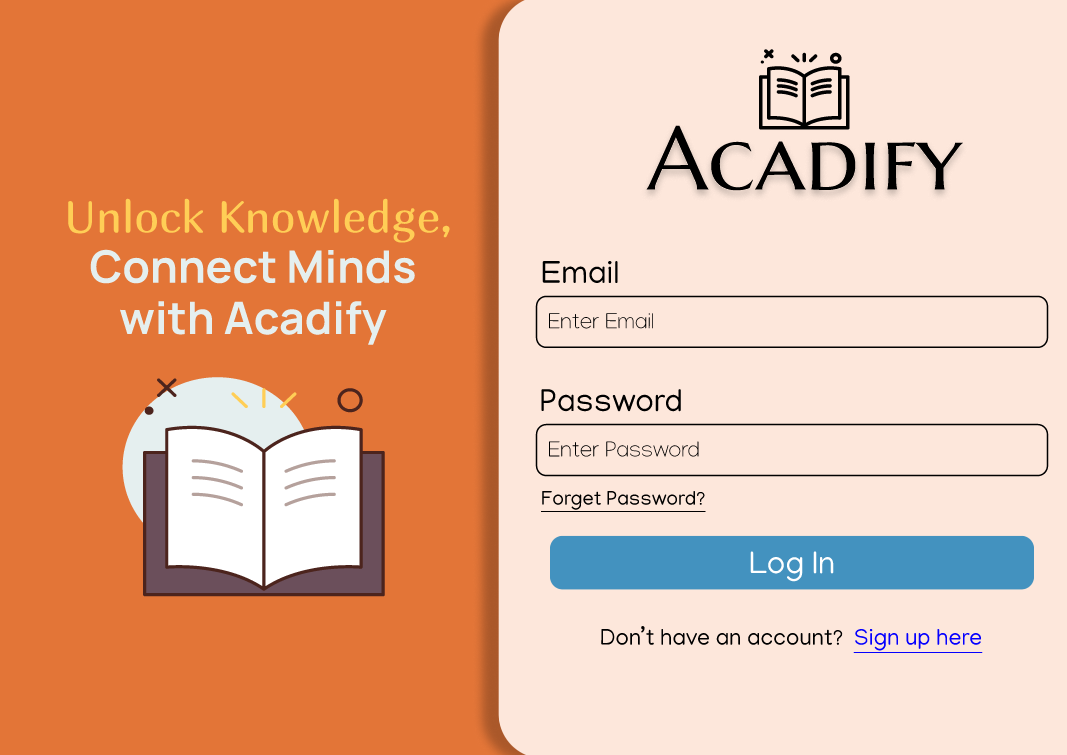 Unlock Knowledge,
Connect Minds
with Acadify
ACADIFY
Email
Enter Email
Password
Enter Password
Forget Password?
Log In
Don't have an account? Sign up here